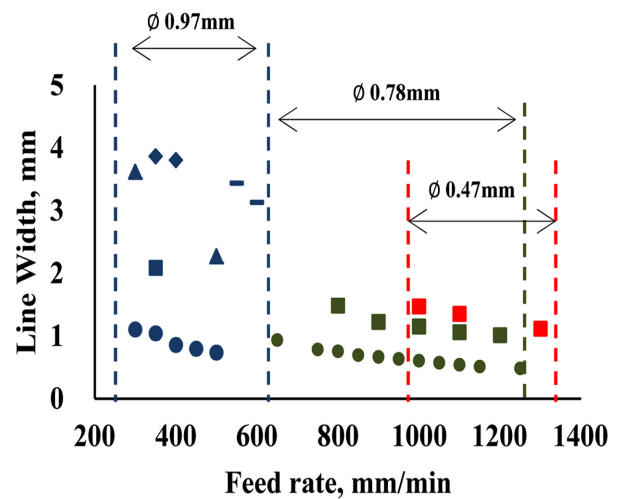 Ø 0.97mm
Ø 0.78mm
Ø 0.47mm
5
4
3
2
1
0
Line Width, mm
200 400 600 800 1000 1200 1400
Feed rate, mm/min